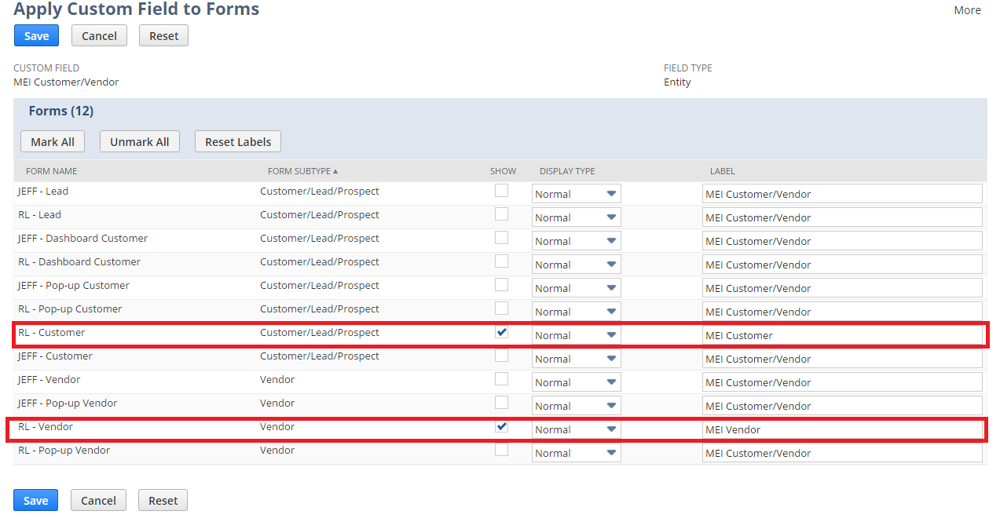 Apply Custom Field to Forms
More
Save Cancel Reset
CUSTOM FIELD FIELD TYPE
MEI Customer/Vendor Entity
Forms (12)
Mark All Unmark All Reset Labels
FORM NAME FORM SUBTYPE ▲ SHOW DISPLAY TYPE LABEL
JEFF - Lead Customer/Lead/Prospect Normal MEI Customer/Vendor
RL - Lead Customer/Lead/Prospect Normal MEI Customer/Vendor
JEFF - Dashboard Customer Customer/Lead/Prospect Normal MEI Customer/Vendor
RL - Dashboard Customer Customer/Lead/Prospect Normal MEI Customer/Vendor
JEFF - Pop-up Customer Customer/Lead/Prospect Normal MEI Customer/Vendor
RL - Pop-up Customer Customer/Lead/Prospect Normal MEI Customer/Vendor
RL - Customer Customer/Lead/Prospect Normal MEI Customer
JEFF - Customer Customer/Lead/Prospect Normal MEI Customer/Vendor
JEFF - Vendor Vendor Normal MEI Customer/Vendor
JEFF - Pop-up Vendor Vendor Normal MEI Customer/Vendor
RL - Vendor Vendor Normal MEI Vendor
RL - Pop-up Vendor Vendor Normal MEI Customer/Vendor
Save Cancel Reset